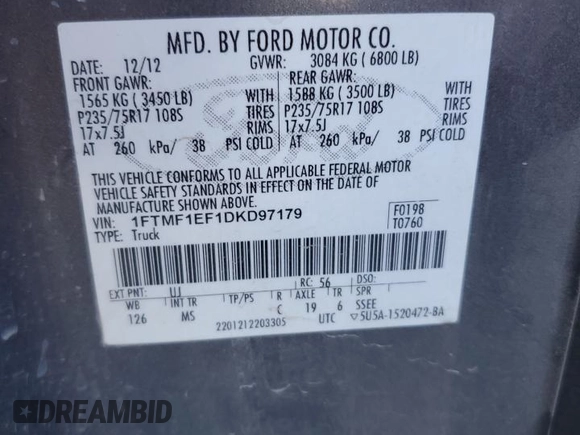 MFD. BY FORD MOTOR CO.
DATE: 12/12 GVWR: 3084 KG ( 6800 LB)
FRONT GAWR: REAR GAWR:
1565 KG ( 3450 LB) 1588 KG ( 3500 LB)
P235/75R17 108S TIRES P235/75R17 108S TIRES
17x7.5J RIMS 17x7.5J RIMS
AT 260 kPa/ 38 PSI COLD AT 260 kPa/ 38 PSI COLD
THIS VEHICLE CONFORMS TO ALL APPLICABLE FEDERAL MOTOR
VEHICLE SAFETY STANDARDS IN EFFECT ON THE DATE OF
MANUFACTURE SHOWN ABOVE.
VIN: 1FTMF1EF1DKD97179 F0198
TYPE: Truck T0760
EXT PNT: UJ RC: 56 DSO:
WB INT TR TP/PS R AXLE TR SPR
126 MS C 19 6 SSEE
2201212203305 UTC ▽5U5A-1520472-BA
DREAMBID